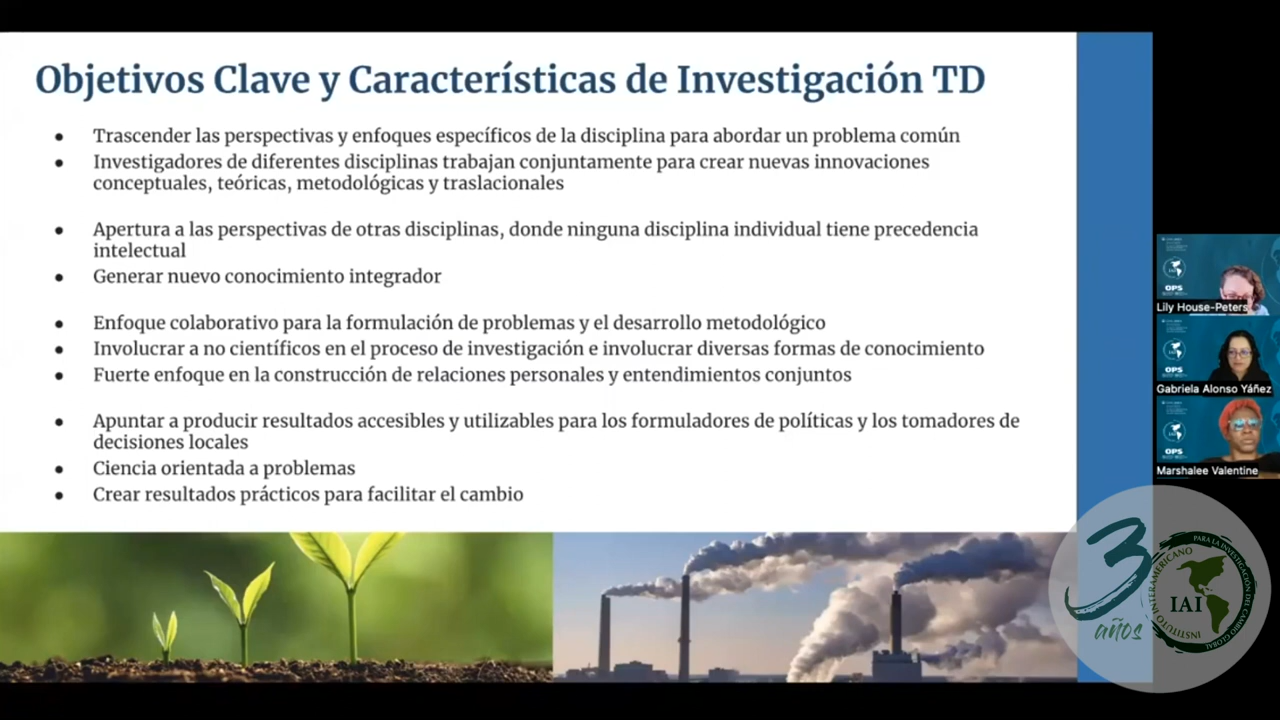 Objetivos Clave y Características de Investigación TD
• Trascender las perspectivas y enfoques específicos de la disciplina para abordar un problema común
• Investigadores de diferentes disciplinas trabajan conjuntamente para crear nuevas innovaciones
conceptuales, teóricas, metodológicas y traslacionales
• Apertura a las perspectivas de otras disciplinas, donde ninguna disciplina individual tiene precedencia
intelectual
• Generar nuevo conocimiento integrador
• Enfoque colaborativo para la formulación de problemas y el desarrollo metodológico
• Involucrar a no científicos en el proceso de investigación e involucrar diversas formas de conocimiento
• Fuerte enfoque en la construcción de relaciones personales y entendimientos conjuntos
• Apuntar a producir resultados accesibles y utilizables para los formuladores de políticas y los tomadores de
decisiones locales
• Ciencia orientada a problemas
• Crear resultados prácticos para facilitar el cambio
OPS
Lily House-Peters
OPS
Gabriela Alonso Yáñez
OPS
Marshalee Valentine
30
años
IAI
INSTITUTO INTERAMERICANO
PARA LA INVESTIGACIÓN DEL CAMBIO GLOBAL